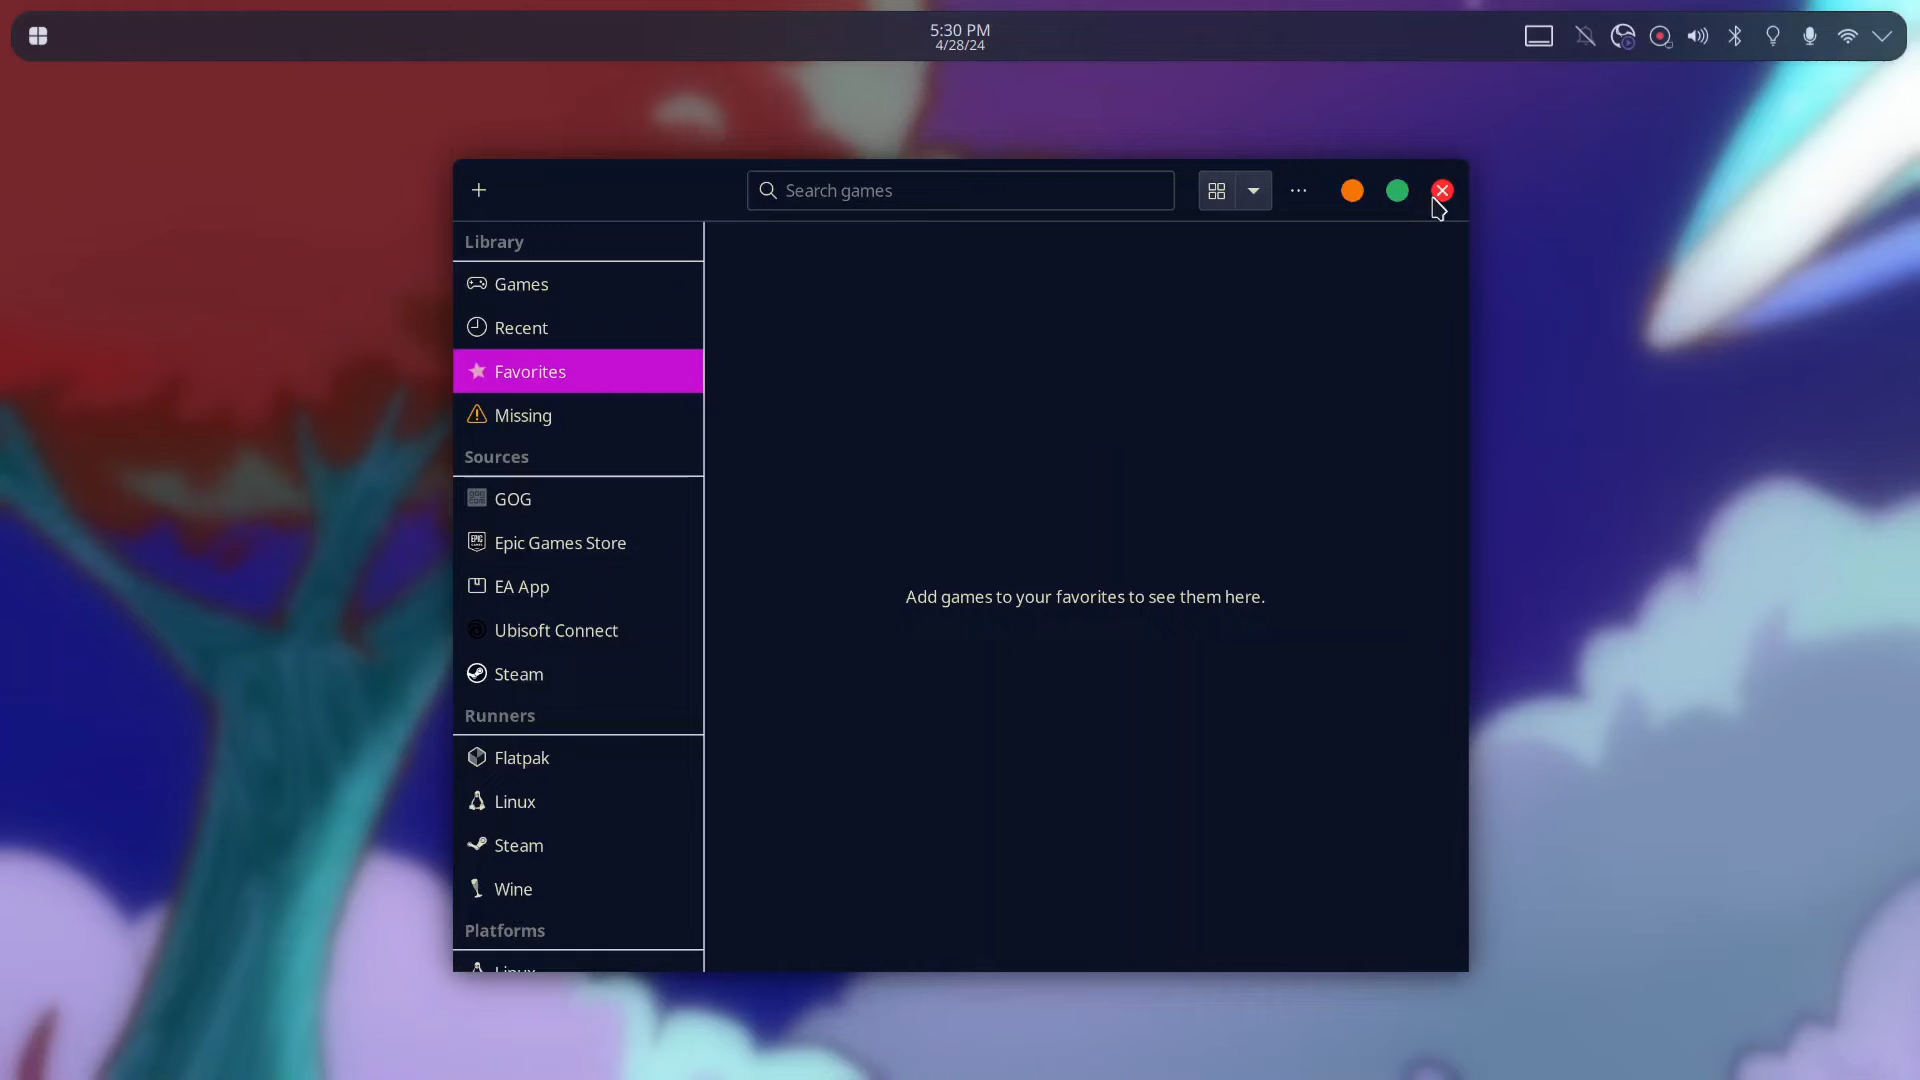 5:30 PM
4/28/24
Search games
Library
Games
Recent
Favorites
Missing
Sources
GOG
Epic Games Store
EA App
Ubisoft Connect
Steam
Runners
Flatpak
Linux
Steam
Wine
Platforms
Linux
Add games to your favorites to see them here.